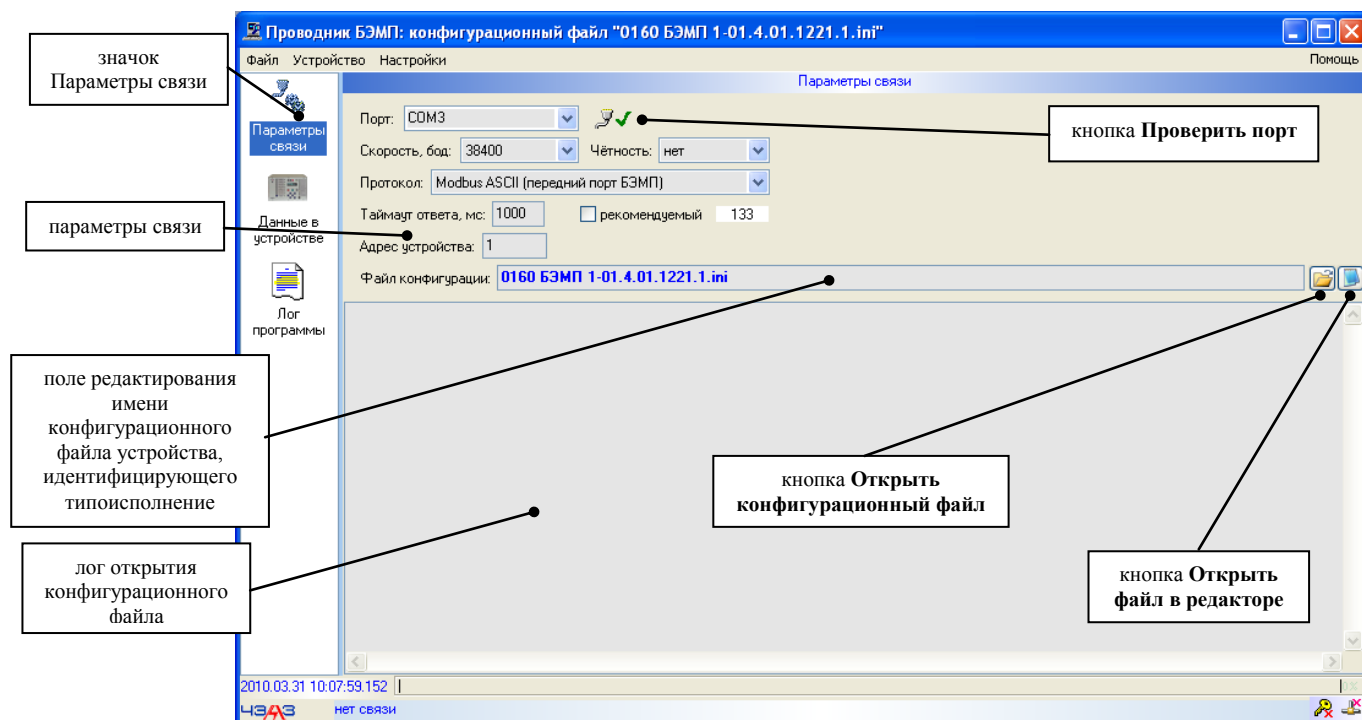 Проводник БЭМП: конфигурационный файл "0160 БЭМП 1-01.4.01.1221.1.ini"
Файл Устройство Настройки Помощь
значок
Параметры связи
Параметры связи
Параметры
связи
Порт: COM3
кнопка Проверить порт
Скорость, бод: 38400 Чётность: нет
Протокол: Modbus ASCII (передний порт БЭМП)
Данные в
устройстве
параметры связи
Таймаут ответа, мс: 1000 рекомендуемый 133
Адрес устройства: 1
Файл конфигурации: 0160 БЭМП 1-01.4.01.1221.1.ini
Лог
программы
поле редактирования
имени
конфигурационного
файла устройства,
идентифицирующего
типоисполнение
кнопка Открыть
конфигурационный файл
лог открытия
конфигурационного
файла
кнопка Открыть
файл в редакторе
2010.03.31 10:07:59.152
0%
ЧЭАЗ нет связи